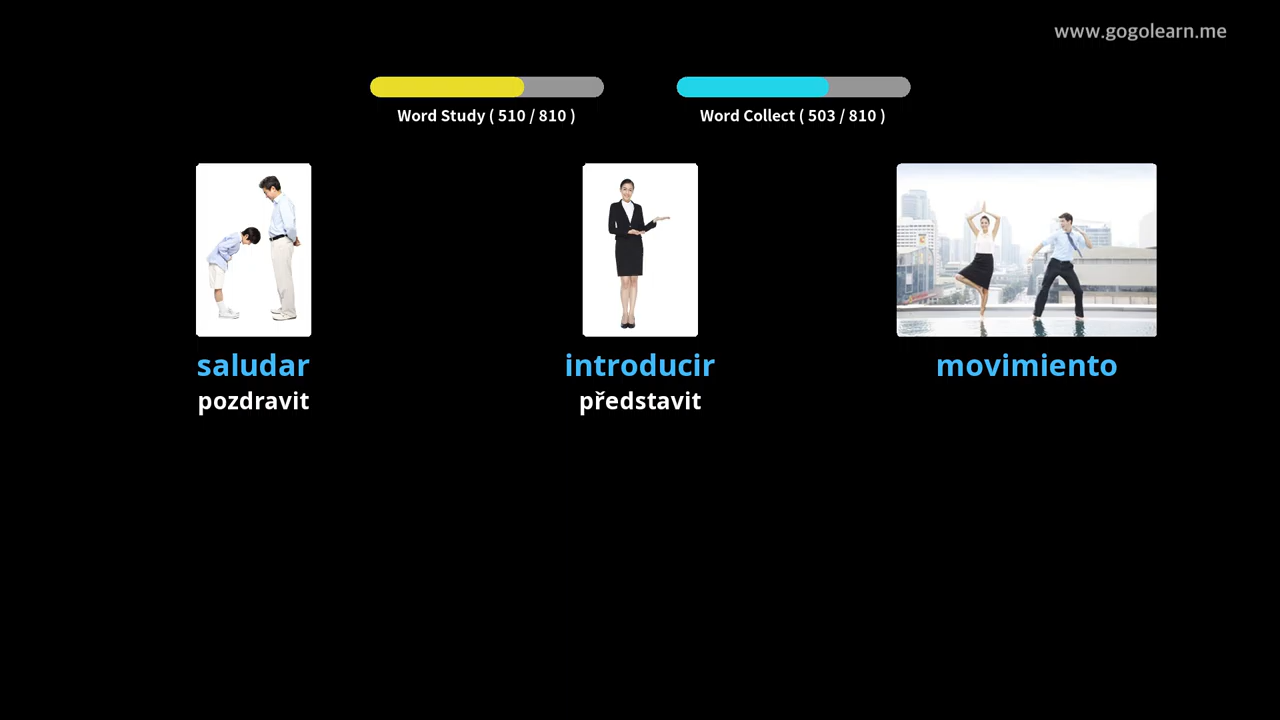 www.gogolearn.me
Word Study ( 510 / 810 )
Word Collect ( 503 / 810 )
saludar
pozdravit
introducir
představit
movimiento